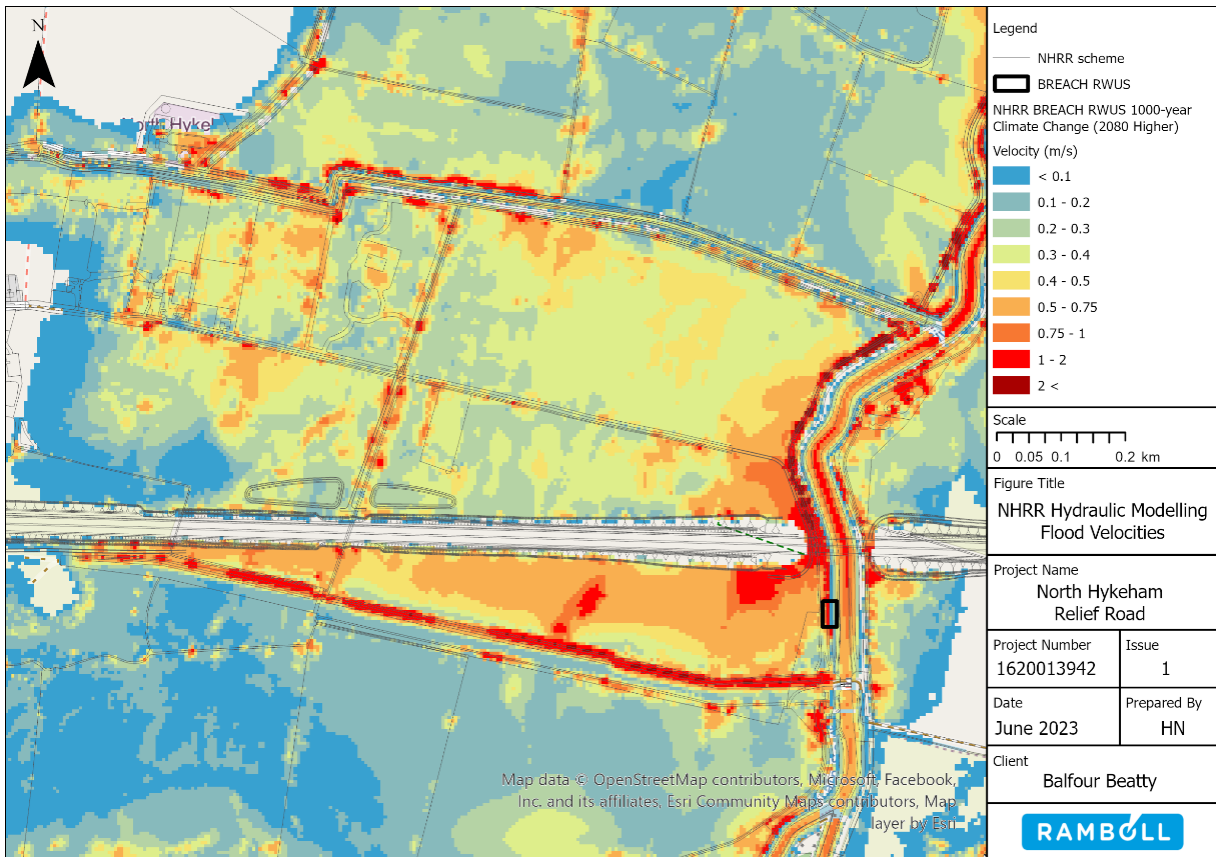 N
orth Hykeh
Map data © OpenStreetMap contributors, Microsoft, Facebook,
Inc. and its affiliates, Esri Community Maps contributors, Map
layer by Esri
Legend
NHRR scheme
BREACH RWUS
NHRR BREACH RWUS 1000-year
Climate Change (2080 Higher)
Velocity (m/s)
< 0.1
0.1 - 0.2
0.2 - 0.3
0.3 - 0.4
0.4 - 0.5
0.5 - 0.75
0.75 - 1
1 - 2
2 <
Scale
0 0.05 0.1 0.2 km
Figure Title
NHRR Hydraulic Modelling
Flood Velocities
Project Name
North Hykeham
Relief Road
Project Number Issue
1620013942 1
Date Prepared By
June 2023 HN
Client
Balfour Beatty
RAMBOLL